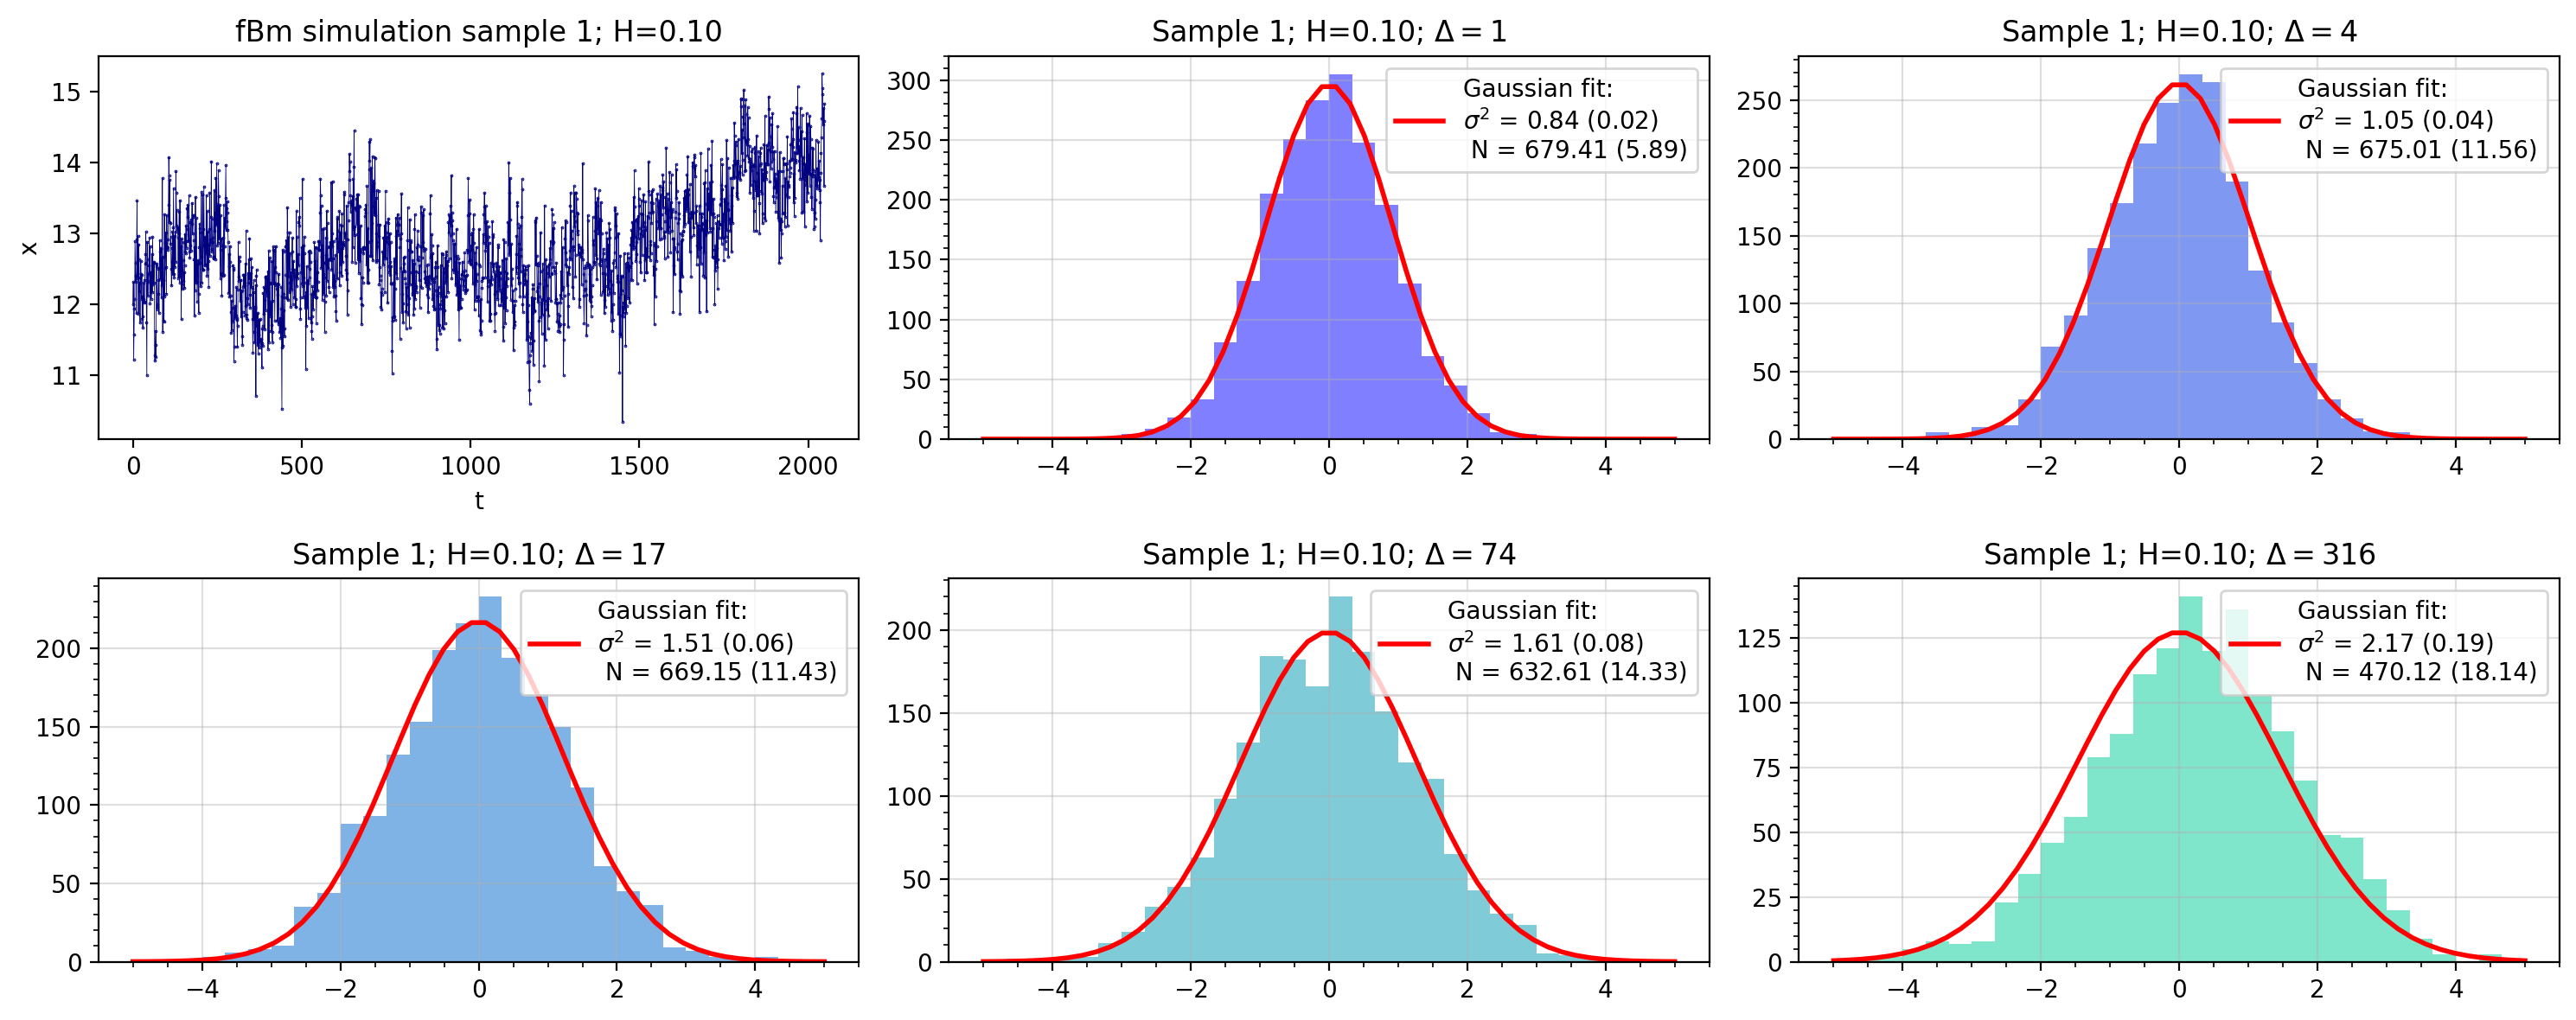 fBm simulation sample 1; H=0.10
15
14
13
12
11
x
0 500 1000 1500 2000
t
Sample 1; H=0.10; Δ = 1
300
250
200
150
100
50
0
−4 −2 0 2 4
Gaussian fit:
σ² = 0.84 (0.02)
N = 679.41 (5.89)
Sample 1; H=0.10; Δ = 4
250
200
150
100
50
0
−4 −2 0 2 4
Gaussian fit:
σ² = 1.05 (0.04)
N = 675.01 (11.56)
Sample 1; H=0.10; Δ = 17
200
150
100
50
0
−4 −2 0 2 4
Gaussian fit:
σ² = 1.51 (0.06)
N = 669.15 (11.43)
Sample 1; H=0.10; Δ = 74
200
150
100
50
0
−4 −2 0 2 4
Gaussian fit:
σ² = 1.61 (0.08)
N = 632.61 (14.33)
Sample 1; H=0.10; Δ = 316
125
100
75
50
25
0
−4 −2 0 2 4
Gaussian fit:
σ² = 2.17 (0.19)
N = 470.12 (18.14)